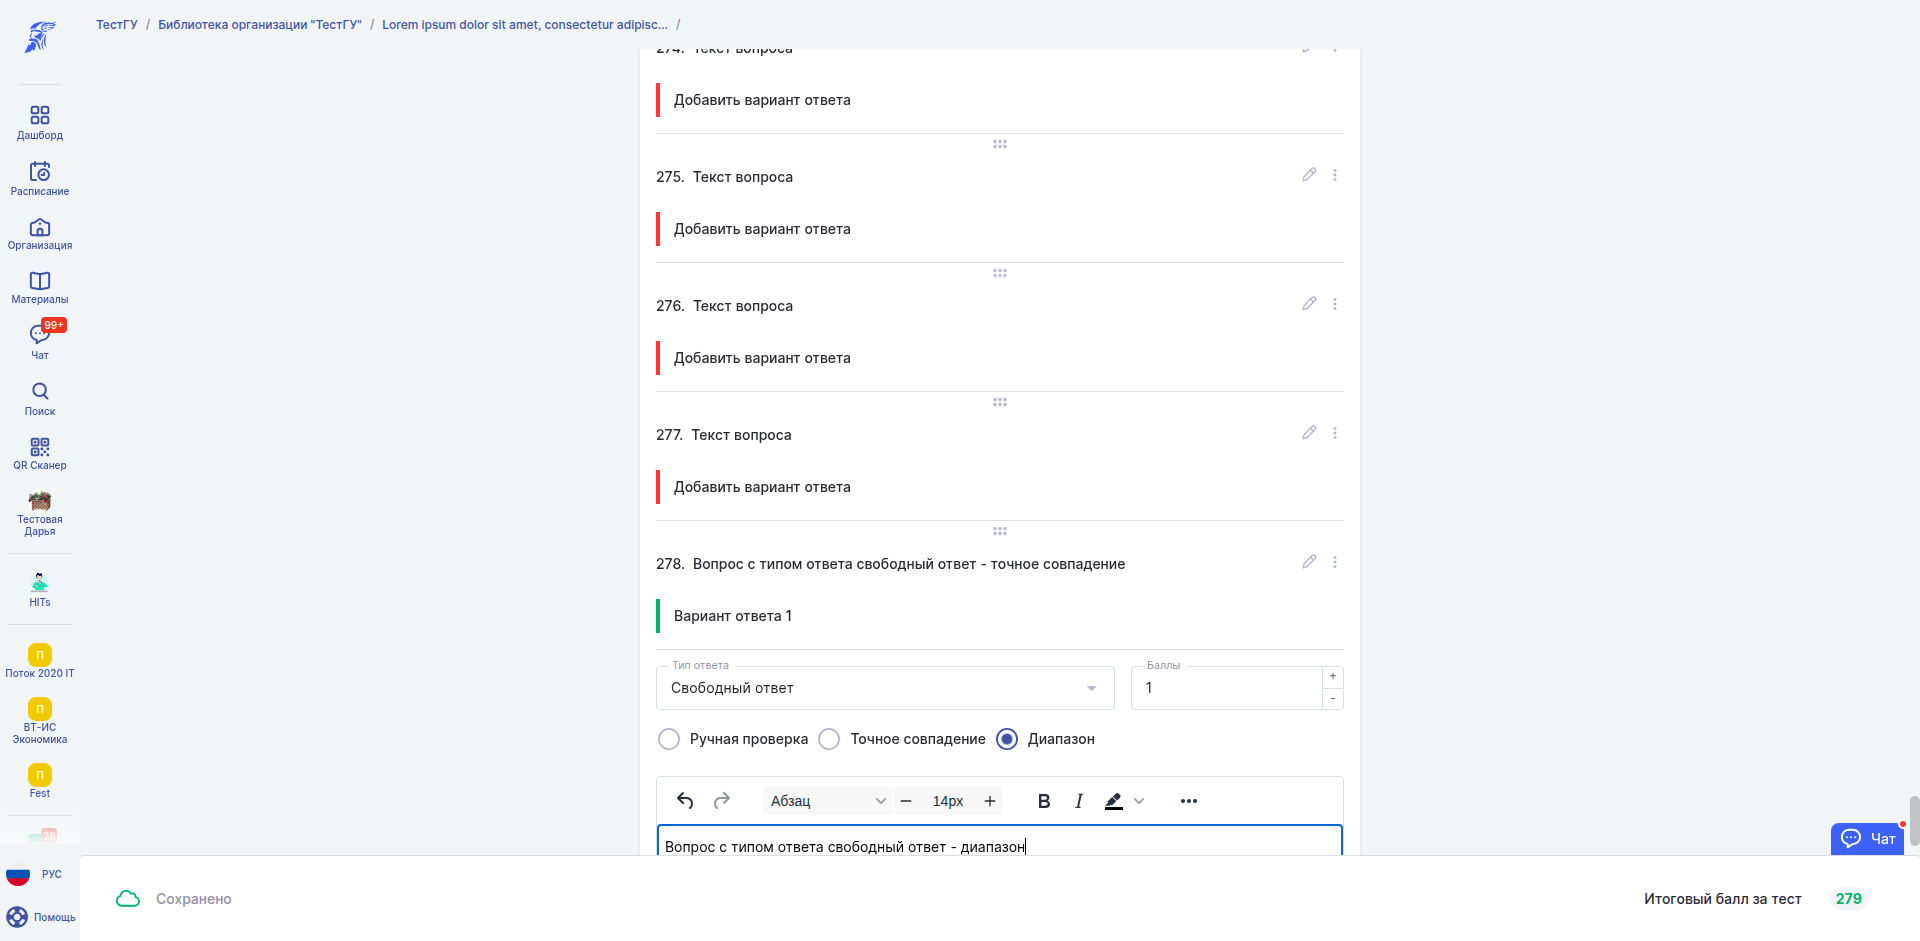 ТестГУ / Библиотека организации "ТестГУ" / Lorem ipsum dolor sit amet, consectetur adipisc... /
Дашборд
Расписание
Организация
Материалы
99+
Чат
Поиск
QR Сканер
Тестовая
Дарья
HITs
П
Поток 2020 IT
П
ВТ-ИС
Экономика
П
Fest
28
РУС
Помощь
274. Текст вопроса
Добавить вариант ответа
275. Текст вопроса
Добавить вариант ответа
276. Текст вопроса
Добавить вариант ответа
277. Текст вопроса
Добавить вариант ответа
278. Вопрос с типом ответа свободный ответ - точное совпадение
Вариант ответа 1
Тип ответа
Свободный ответ
Баллы
1
+
-
Ручная проверка Точное совпадение Диапазон
Абзац 14px B I
Вопрос с типом ответа свободный ответ - диапазон
Чат
Сохранено
Итоговый балл за тест 279